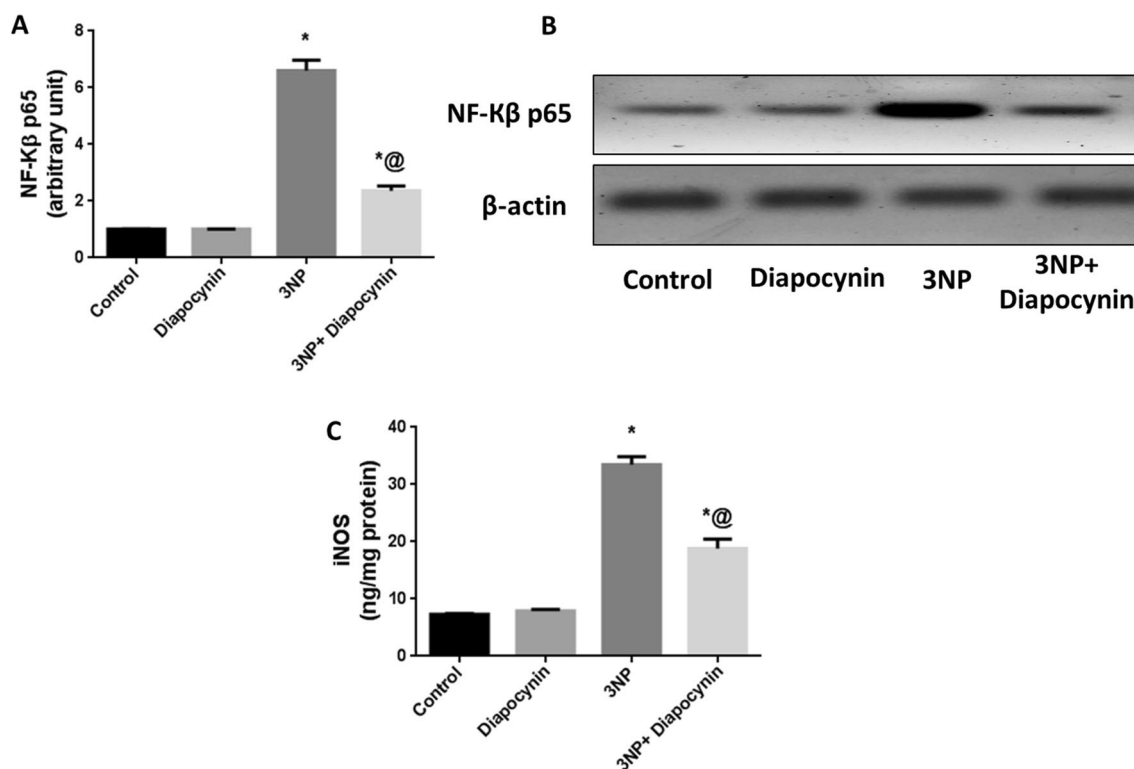 A
NF-Kβ p65
(arbitrary unit)
8
6
4
2
0
*
*@
Control
Diapocynin
3NP
3NP+ Diapocynin
B
NF-Kβ p65
β-actin
Control
Diapocynin
3NP
3NP+
Diapocynin
C
iNOS
(ng/mg protein)
40
30
20
10
0
*
*@
Control
Diapocynin
3NP
3NP+ Diapocynin